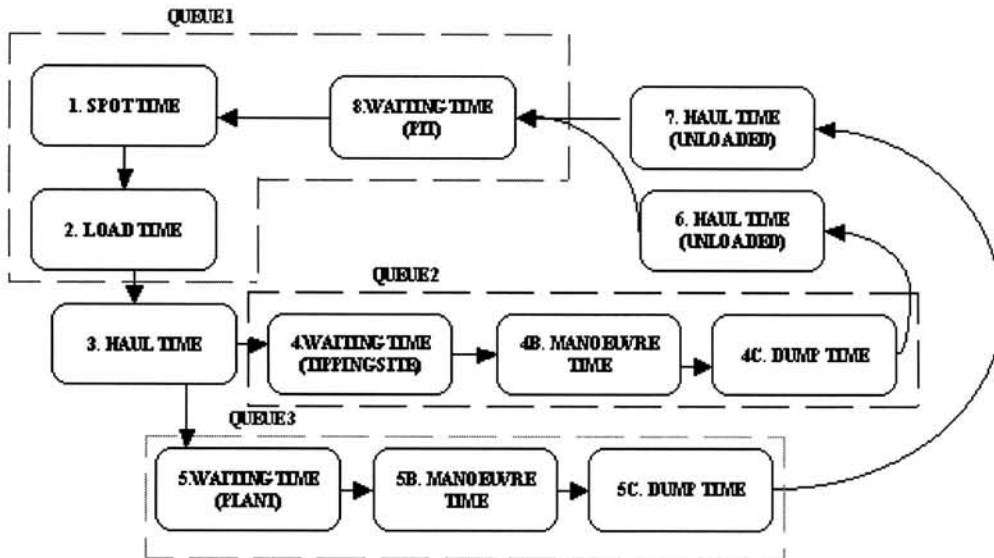 QUEUE1
1. SPOT TIME
8.WAITING TIME
(PIT)
7. HAUL TIME
(UNLOADED)
2. LOAD TIME
6. HAUL TIME
(UNLOADED)
QUEUE2
3. HAUL TIME
4.WAITING TIME
(TIPPINGSITE)
4B. MANOEUVRE
TIME
4C. DUMP TIME
QUEUE3
5.WAITING TIME
(PLANT)
5B. MANOEUVRE
TIME
5C. DUMP TIME